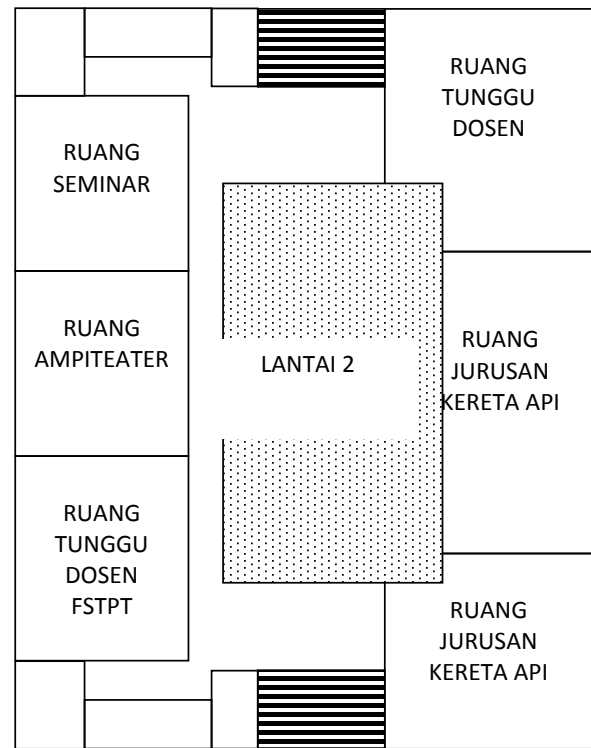 RUANG
TUNGGU
DOSEN
RUANG
SEMINAR
RUANG
AMPITEATER
LANTAI 2
RUANG
JURUSAN
KERETA API
RUANG
TUNGGU
DOSEN
FSTPT
RUANG
JURUSAN
KERETA API